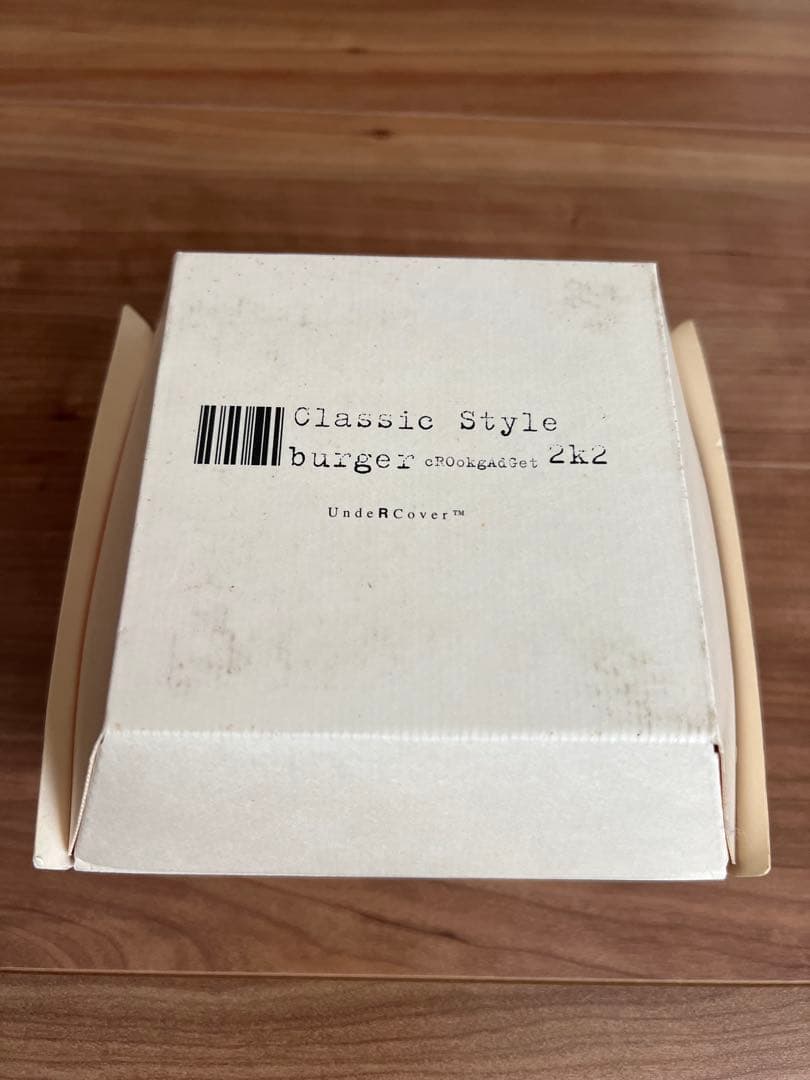 Classic Style
burger cROokgAdGet 2k2
UndeRCover™